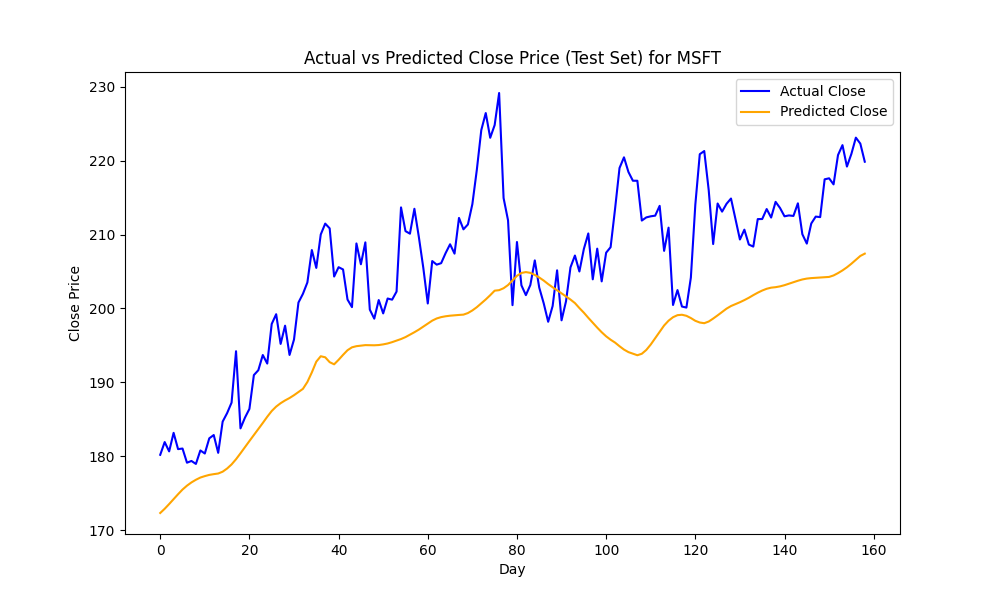 Actual vs Predicted Close Price (Test Set) for MSFT
Actual Close
Predicted Close
Close Price
230
220
210
200
190
180
170
0 20 40 60 80 100 120 140 160
Day